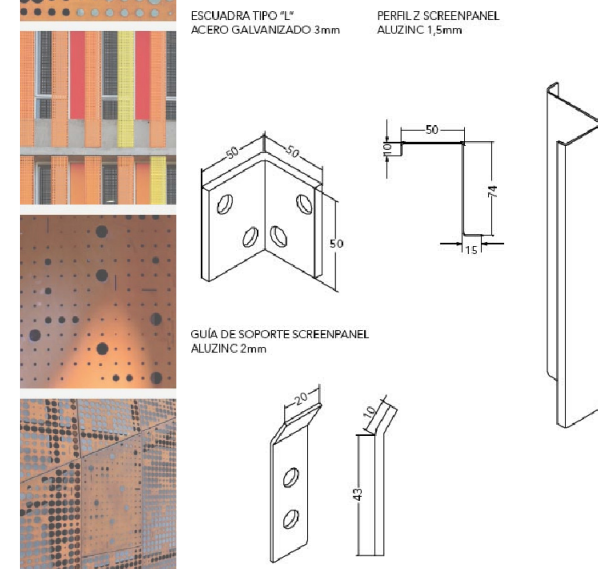 ESCUADRA TIPO "L"
ACERO GALVANIZADO 3mm
PERFIL Z SCREENPANEL
ALUZINC 1,5mm
50
50
50
50
10
74
15
GUÍA DE SOPORTE SCREENPANEL
ALUZINC 2mm
20
10
43